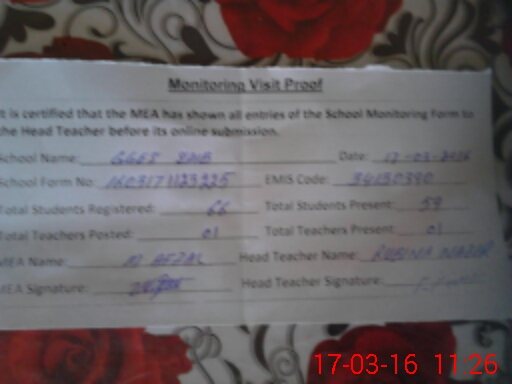 Monitoring Visit Proof
It is certified that the MEA has shown all entries of the School Monitoring Form to
the Head Teacher before its online submission.
School Name: GGES Date: 17-03-2016
School Form No: EMIS Code:
Total Students Registered: 66 Total Students Present: 59
Total Teachers Posted: 01 Total Teachers Present: 01
MEA Name: M AFZAL Head Teacher Name: RUBINA
MEA Signature: Head Teacher Signature:
17-03-16 11:26